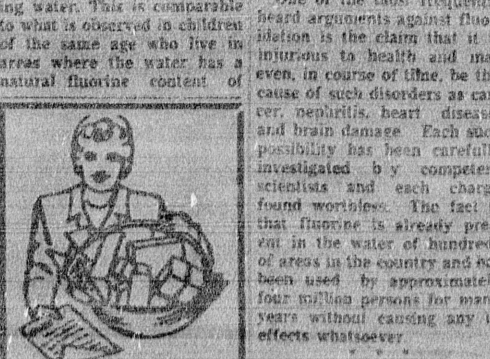 ing water. This is comparable
to what is observed in children
of the same age who live in
areas where the water has a
natural fluorine content of
heard arguments against fluo
idation is the claim that it
injurious to health and ma
even, in course of time, be th
cause of such disorders as can
cer, nephritis, heart diseas
and brain damage. Each suc
possibility has been carefull
investigated by competen
scientists and each charg
found worthless. The fact
that fluorine is already pres
ent in the water of hundred
of areas in the country and ha
been used by approximatel
four million persons for man
years without causing any
effects whatsoever.